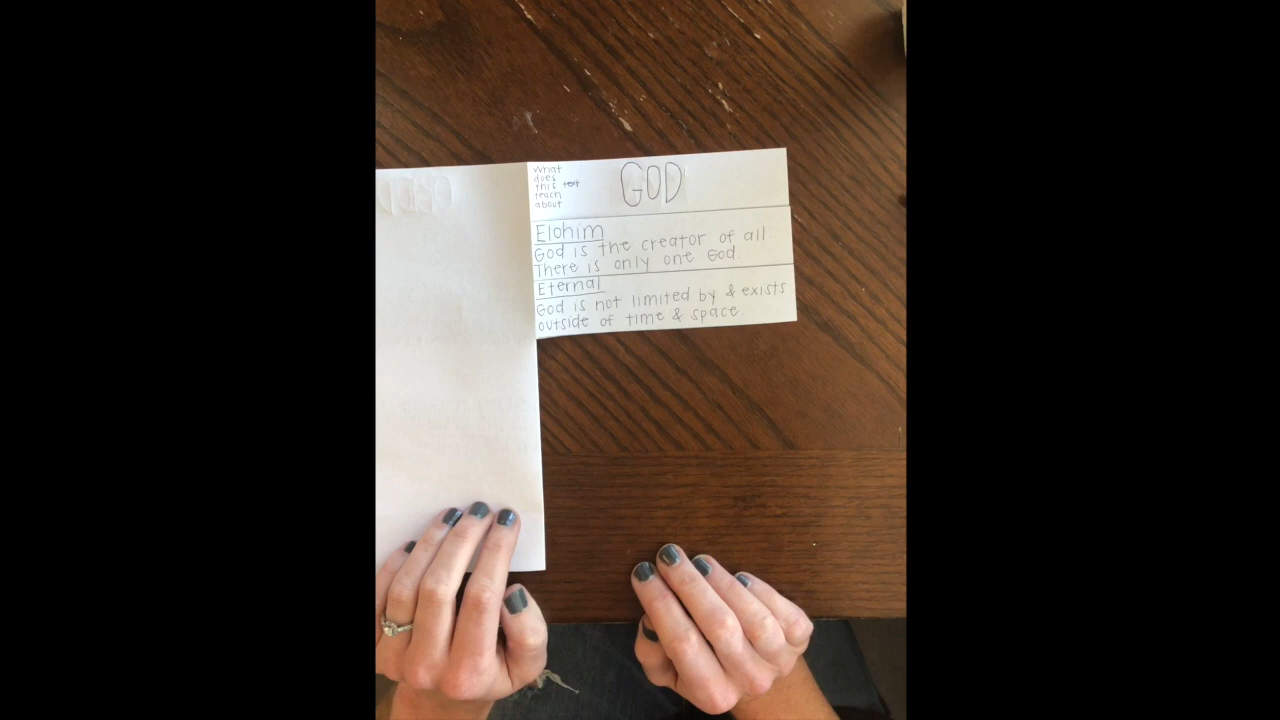 what
does
this text
teach
about
GOD
Elohim
God is the creator of all
There is only one God.
Eternal
God is not limited by & exists
outside of time & space.